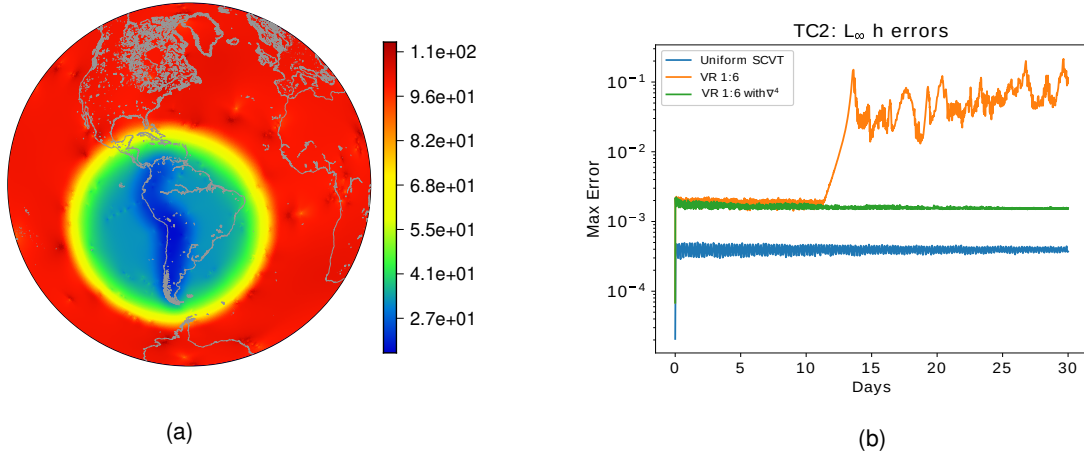 1.1e+02
9.6e+01
8.2e+01
6.8e+01
5.5e+01
4.1e+01
2.7e+01
(a)
TC2: L∞ h errors
Uniform SCVT
VR 1:6
VR 1:6 with∇⁴
Max Error
10⁻¹
10⁻²
10⁻³
10⁻⁴
0 5 10 15 20 25 30
Days
(b)